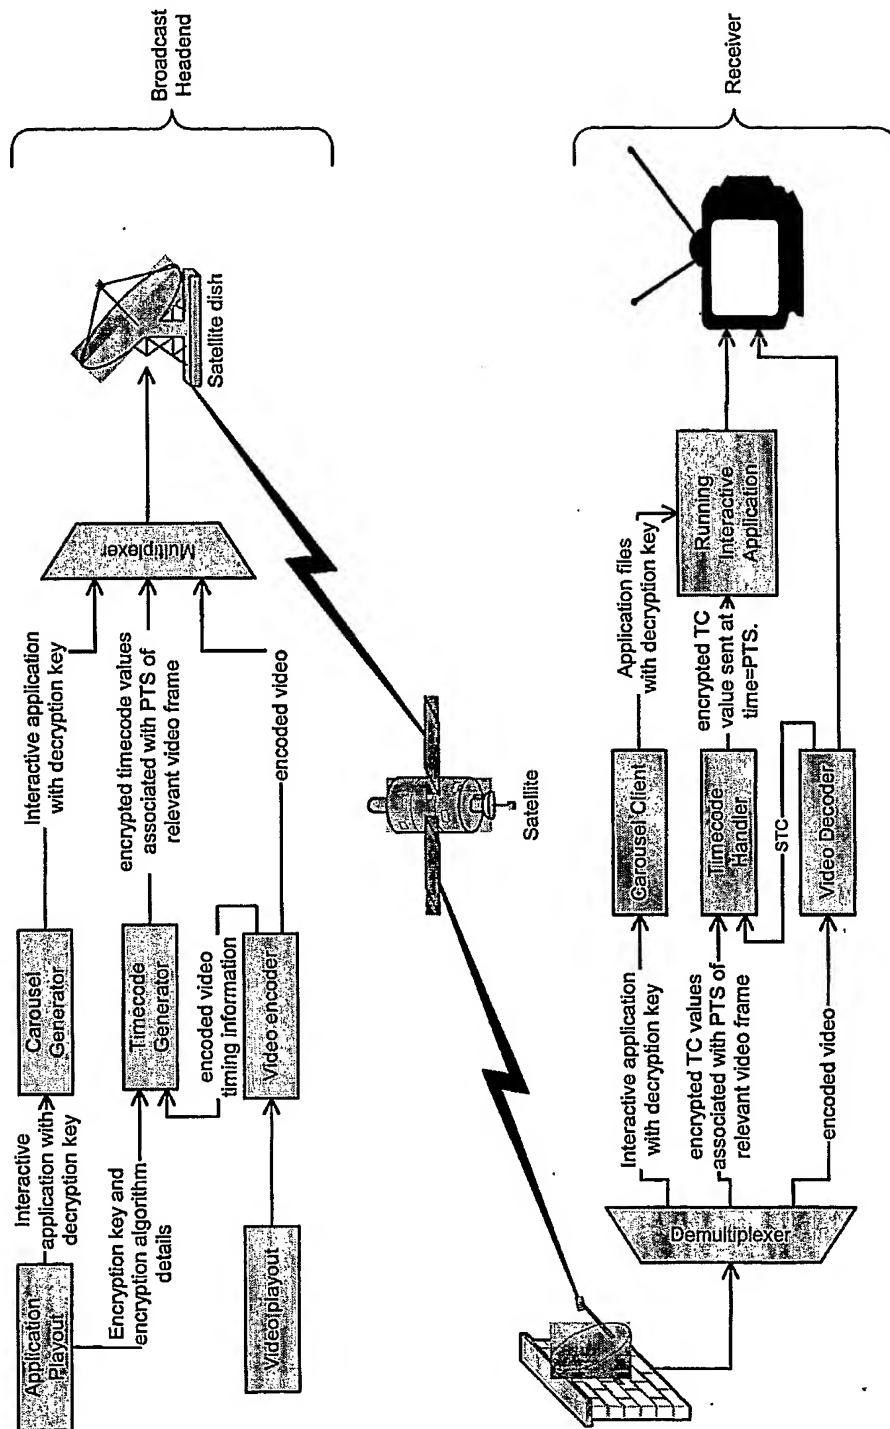 Broadcast
Headend
Application
Playout
Interactive
application with
decryption key
Carousel
Generator
Interactive application
with decryption key
Encryption key and
encryption algorithm
details
Timecode
Generator
encrypted timecode values
associated with PTS of
relevant video frame
Video playout
encoded video
timing information
Video encoder
encoded video
Multiplexer
Satellite dish
Satellite
Receiver
Demultiplexer
Interactive application
with decryption key
encrypted TC values
associated with PTS of
relevant video frame
encoded video
Carousel Client
Timecode
Handler
STC
Video Decoder
Application files
with decryption key
encrypted TC
value sent at
time=PTS.
Running
Interactive
Application